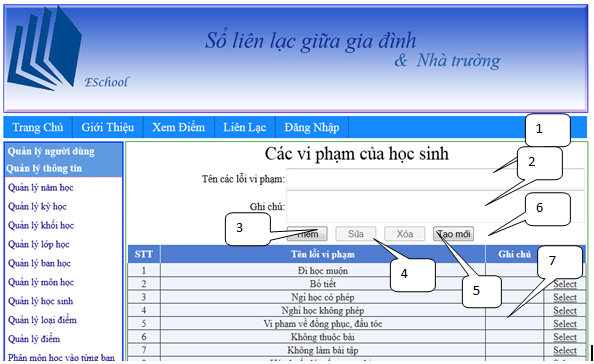 Sổ liên lạc giữa gia đình
& Nhà trường
ESchool
Trang Chủ Giới Thiệu Xem Điểm Liên Lạc Đăng Nhập
1
Quản lý người dùng
Quản lý thông tin
Quản lý năm học
Quản lý kỳ học
Quản lý khối học
Quản lý lớp học
Quản lý ban học
Quản lý môn học
Quản lý học sinh
Quản lý loại điểm
Quản lý điểm
Phân môn học vào từng ban
Các vi phạm của học sinh
Tên các lỗi vi phạm:
2
Ghi chú:
3
6
Thêm Sửa Xóa Tạo mới
4
5
7
STT Tên lỗi vi phạm Ghi chú
1 Đi học muộn Select
2 Bỏ tiết Select
3 Ngỉ học có phép Select
4 Nghỉ học không phép Select
5 Vi phạm về đồng phục, đầu tóc Select
6 Không thuộc bài Select
7 Không làm bài tập Select